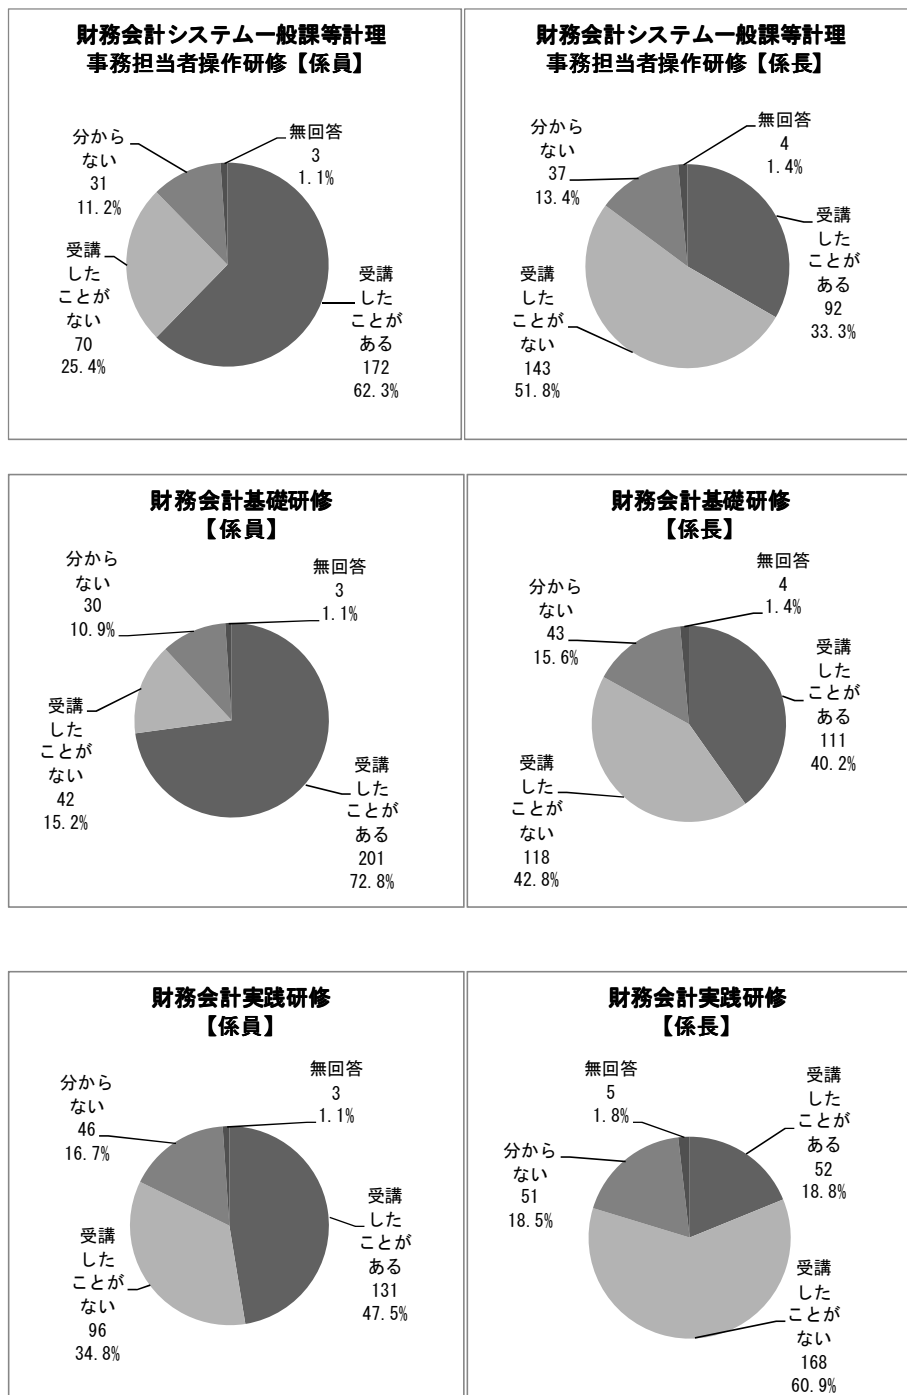 財務会計システム一般課等計理
事務担当者操作研修【係員】
分から
ない
31
11.2%
無回答
3
1.1%
受講
した
ことが
ない
70
25.4%
受講
した
ことが
ある
172
62.3%
財務会計システム一般課等計理
事務担当者操作研修【係長】
分から
ない
37
13.4%
無回答
4
1.4%
受講
した
ことが
ある
92
33.3%
受講
した
ことが
ない
143
51.8%
財務会計基礎研修
【係員】
分から
ない
30
10.9%
無回答
3
1.1%
受講
した
ことが
ない
42
15.2%
受講
した
ことが
ある
201
72.8%
財務会計基礎研修
【係長】
分から
ない
43
15.6%
無回答
4
1.4%
受講
した
ことが
ある
111
40.2%
受講
した
ことが
ない
118
42.8%
財務会計実践研修
【係員】
分から
ない
46
16.7%
無回答
3
1.1%
受講
した
ことが
ある
131
47.5%
受講
した
ことが
ない
96
34.8%
財務会計実践研修
【係長】
無回答
5
1.8%
受講
した
ことが
ある
52
18.8%
分から
ない
51
18.5%
受講
した
ことが
ない
168
60.9%